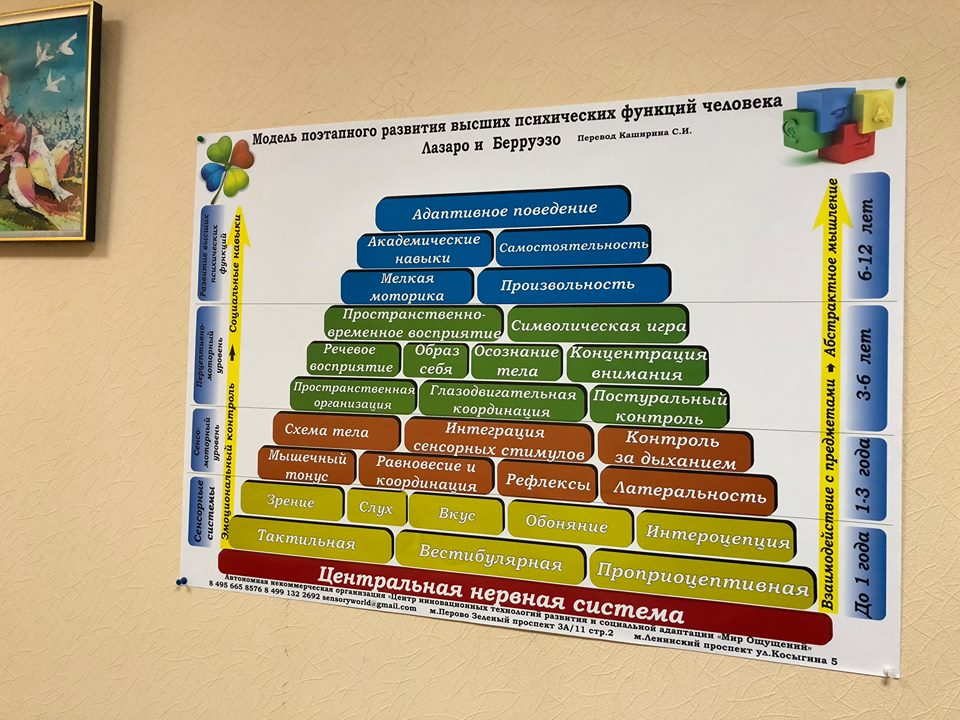 Модель поэтапного развития высших психических функций человека
Лазаро и Берруэзо
Перевод Каширина С.И.
Развитие высших
психических
функций
Перцептивно-
моторный
уровень
Сенсо-
моторный
уровень
Сенсорные
системы
Эмоциональный контроль ➡ Социальные навыки
Адаптивное поведение
Академические
навыки
Самостоятельность
Мелкая
моторика
Произвольность
Пространственно-
временное восприятие
Символическая игра
Речевое
восприятие
Образ
себя
Осознание
тела
Концентрация
внимания
Пространственная
организация
Глазодвигательная
координация
Постуральный
контроль
Схема тела
Интеграция
сенсорных стимулов
Контроль
за дыханием
Мышечный
тонус
Равновесие и
координация
Рефлексы
Латеральность
Зрение
Слух
Вкус
Обоняние
Интероцепция
Тактильная
Вестибулярная
Проприоцептивная
Центральная нервная система
Взаимодействие с предметами ➡ Абстрактное мышление
6-12 лет
3-6 лет
1-3 года
До 1 года
Автономная некоммерческая организация «Центр инновационных технологий развития и социальной адаптации «Мир Ощущений»
8 495 665 8576 8 499 132 2692 sensoryworld@gmail.com м.Перово Зеленый проспект 3А/11 стр.2 м.Ленинский проспект ул.Косыгина 5